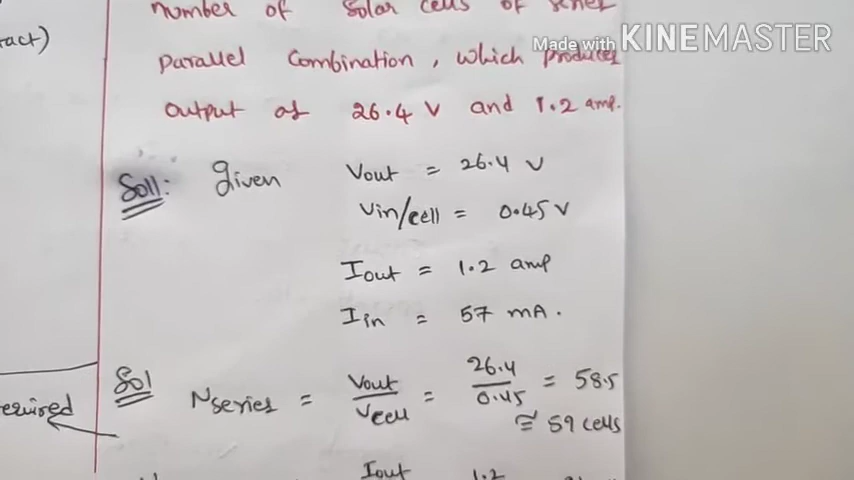 ract)
number of solar cells of series
Made with KINEMASTER
parallel combination, which produces
output of 26.4 V and 1.2 amp.
Soll: given Vout = 26.4 V
Vin/cell = 0.45 V
Iout = 1.2 amp
Iin = 57 mA.
Sol Nseries = Vout/Vcell = 26.4/0.45 = 58.5
≅ 59 cells
equired
Iout 1.2